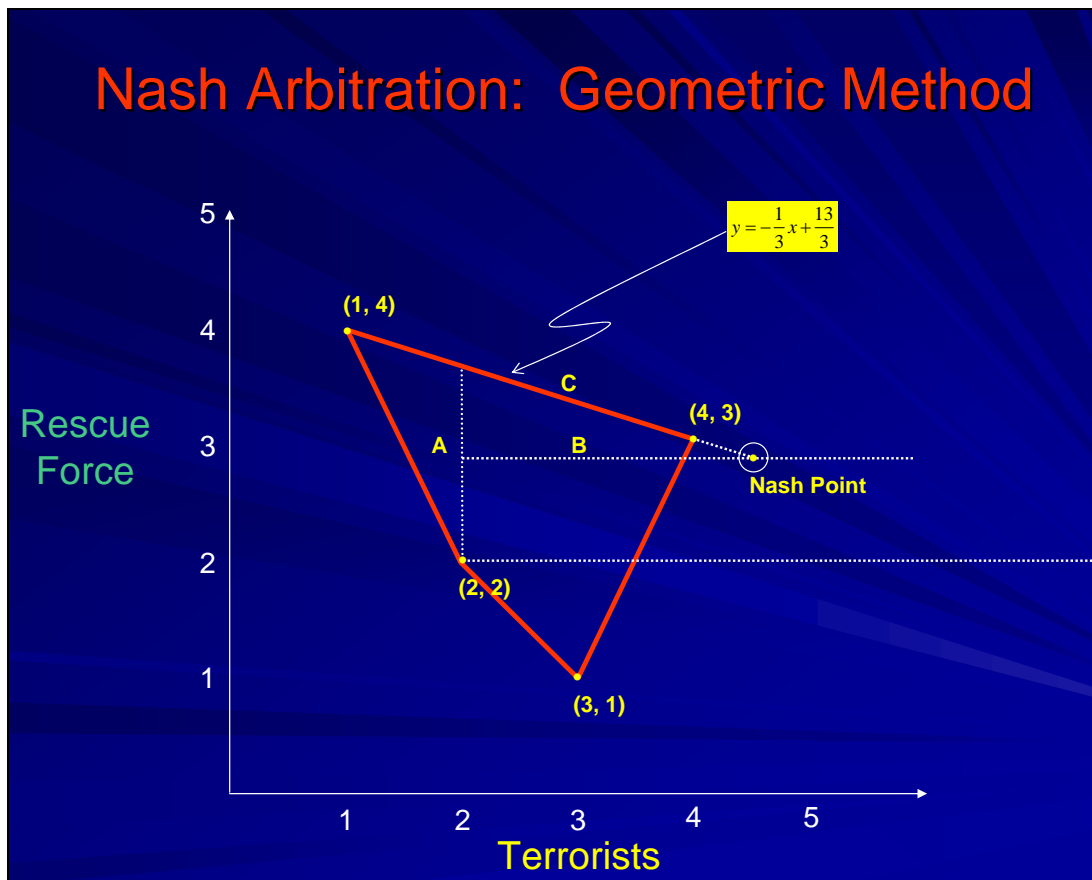 Nash Arbitration: Geometric Method
y = -1/3 x + 13/3
5
(1, 4)
4
C
(4, 3)
Rescue
Force
3
A
B
Nash Point
2
(2, 2)
1
(3, 1)
1
2
3
4
5
Terrorists